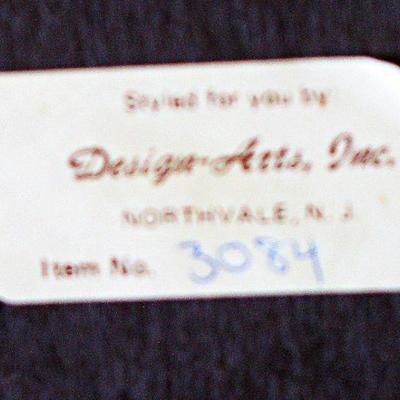 Styled for you by
Design-Arts, Inc.
NORTHVALE, N. J.
Item No. 3084